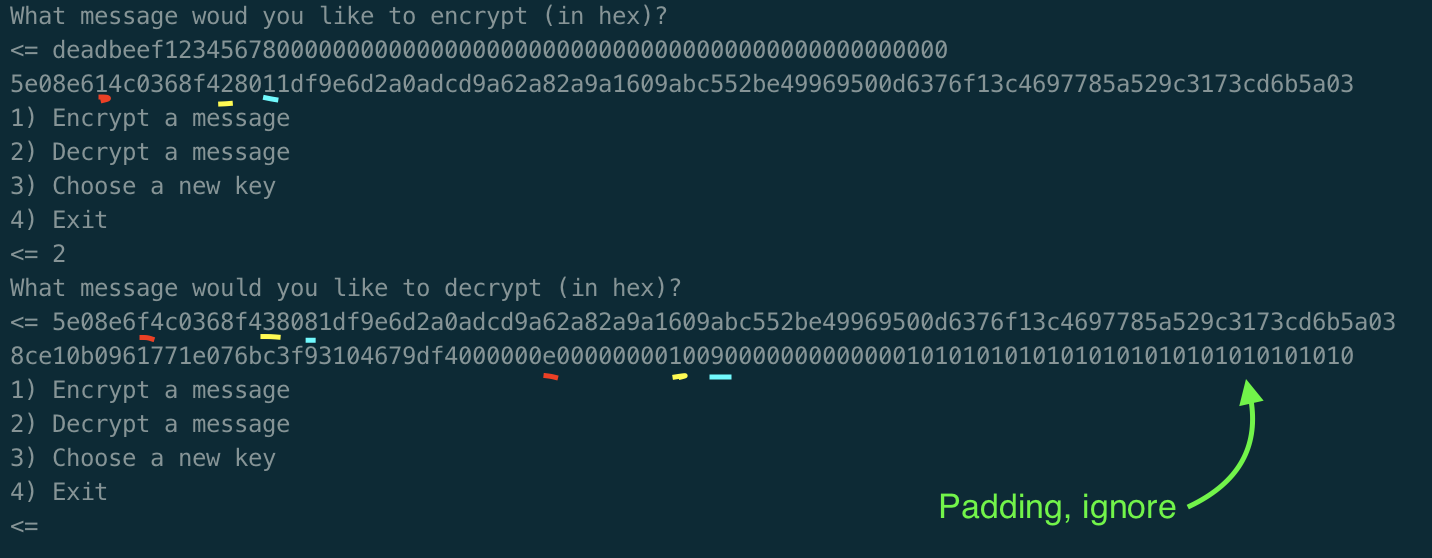 What message woud you like to encrypt (in hex)?
<= deadbeef12345678000000000000000000000000000000000000000000000000
5e08e614c0368f428011df9e6d2a0adcd9a62a82a9a1609abc552be49969500d6376f13c4697785a529c3173cd6b5a03
1) Encrypt a message
2) Decrypt a message
3) Choose a new key
4) Exit
<= 2
What message would you like to decrypt (in hex)?
<= 5e08e6f4c0368f438081df9e6d2a0adcd9a62a82a9a1609abc552be49969500d6376f13c4697785a529c3173cd6b5a03
8ce10b0961771e076bc3f93104679df4000000e000000001009000000000000001010101010101010101010101010101
1) Encrypt a message
2) Decrypt a message
3) Choose a new key
4) Exit
Padding, ignore
<=